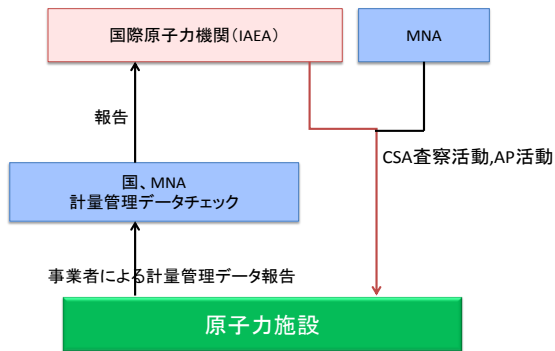 国際原子力機関（IAEA）
MNA
報告
CSA査察活動,AP活動
国、MNA
計量管理データチェック
事業者による計量管理データ報告
原子力施設